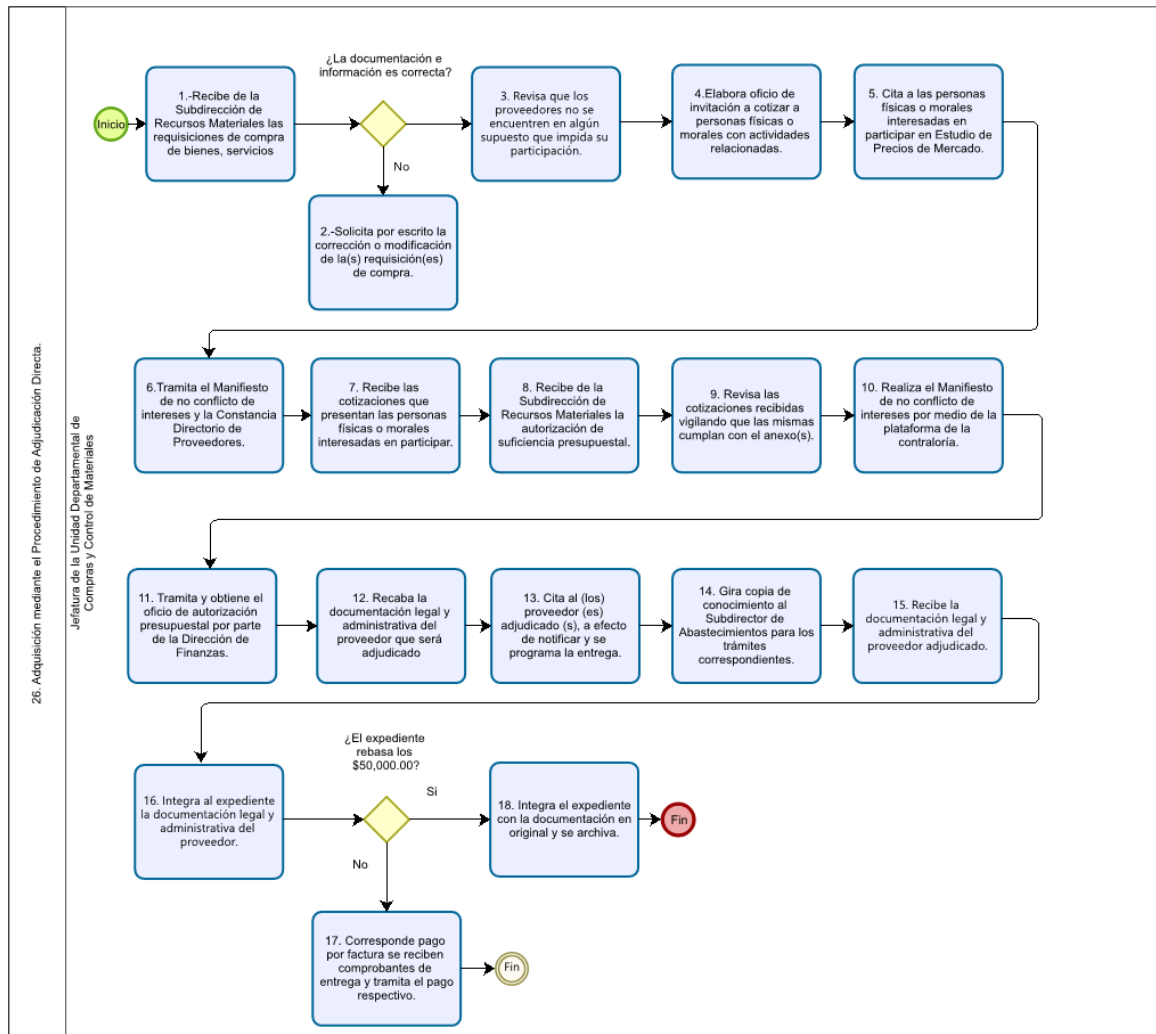 26. Adquisición mediante el Procedimiento de Adjudicación Directa.
Jefatura de la Unidad Departamental de
Compras y Control de Materiales
Inicio
1.-Recibe de la
Subdirección de
Recursos Materiales las
requisiciones de compra
de bienes, servicios
¿La documentación e
información es correcta?
No
2.-Solicita por escrito la
corrección o modificación
de la(s) requisición(es)
de compra.
3. Revisa que los
proveedores no se
encuentren en algún
supuesto que impida su
participación.
4.Elabora oficio de
invitación a cotizar a
personas físicas o
morales con actividades
relacionadas.
5. Cita a las personas
físicas o morales
interesadas en
participar en Estudio de
Precios de Mercado.
6.Tramita el Manifiesto
de no conflicto de
intereses y la Constancia
Directorio de
Proveedores.
7. Recibe las
cotizaciones que
presentan las personas
físicas o morales
interesadas en participar.
8. Recibe de la
Subdirección de
Recursos Materiales la
autorización de
suficiencia presupuestal.
9. Revisa las
cotizaciones recibidas
vigilando que las mismas
cumplan con el anexo(s).
10. Realiza el Manifiesto
de no conflicto de
intereses por medio de la
plataforma de la
contraloría.
11. Tramita y obtiene el
oficio de autorización
presupuestal por parte
de la Dirección de
Finanzas.
12. Recaba la
documentación legal y
administrativa del
proveedor que será
adjudicado
13. Cita al (los)
proveedor (es)
adjudicado (s), a efecto
de notificar y se
programa la entrega.
14. Gira copia de
conocimiento al
Subdirector de
Abastecimientos para los
trámites
correspondientes.
15. Recibe la
documentación legal y
administrativa del
proveedor adjudicado.
16. Integra al expediente
la documentación legal y
administrativa del
proveedor.
¿El expediente
rebasa los
$50,000.00?
Si
No
18. Integra el expediente
con la documentación en
original y se archiva.
Fin
17. Corresponde pago
por factura se reciben
comprobantes de
entrega y tramita el pago
respectivo.
Fin